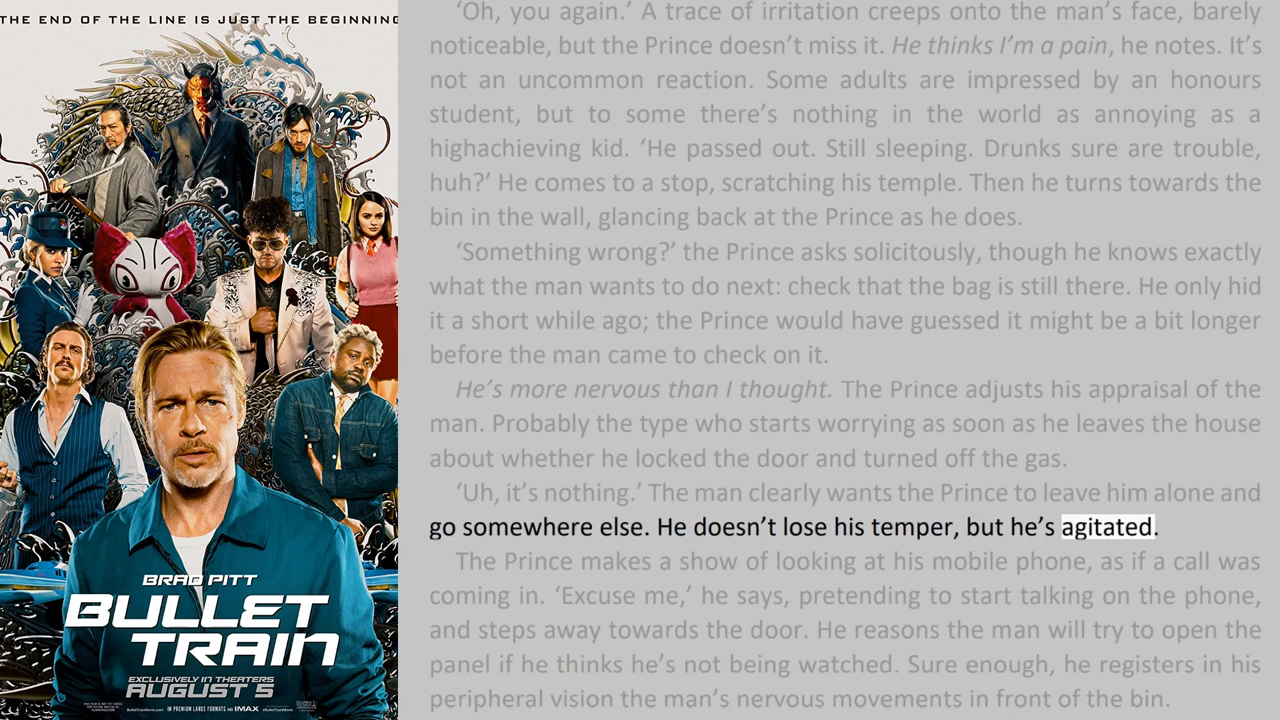 THE END OF THE LINE IS JUST THE BEGINNING
BRAD PITT
BULLET
TRAIN
EXCLUSIVELY IN THEATERS
AUGUST 5
BulletTrainMovie.com IN PREMIUM LARGE FORMATS AND IMAX #BulletTrainMovie
‘Oh, you again.’ A trace of irritation creeps onto the man’s face, barely
noticeable, but the Prince doesn’t miss it. He thinks I’m a pain, he notes. It’s
not an uncommon reaction. Some adults are impressed by an honours
student, but to some there’s nothing in the world as annoying as a
highachieving kid. ‘He passed out. Still sleeping. Drunks sure are trouble,
huh?’ He comes to a stop, scratching his temple. Then he turns towards the
bin in the wall, glancing back at the Prince as he does.
‘Something wrong?’ the Prince asks soliciously, though he knows exactly
what the man wants to do next: check that the bag is still there. He only hid
it a short while ago; the Prince would have guessed it might be a bit longer
before the man came to check on it.
He’s more nervous than I thought. The Prince adjusts his appraisal of the
man. Probably the type who starts worrying as soon as he leaves the house
about whether he locked the door and turned off the gas.
‘Uh, it’s nothing.’ The man clearly wants the Prince to leave him alone and
go somewhere else. He doesn’t lose his temper, but he’s agitated.
The Prince makes a show of looking at his mobile phone, as if a call was
coming in. ‘Excuse me,’ he says, pretending to start talking on the phone,
and steps away towards the door. He reasons the man will try to open the
panel if he thinks he’s not being watched. Sure enough, he registers in his
peripheral vision the man’s movement as he moves in front of the bin.